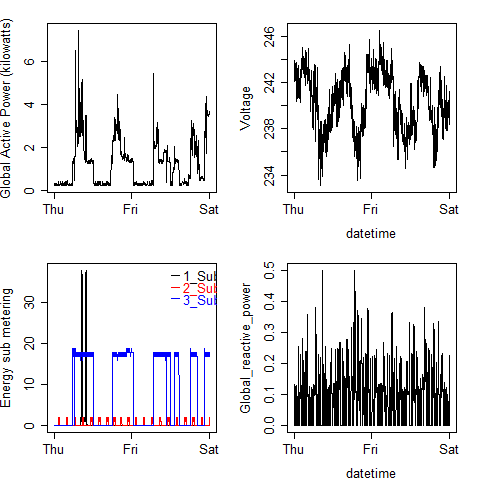 Global Active Power (kilowatts)
0 2 4 6
Thu Fri Sat
Voltage
234 238 242 246
Thu Fri Sat
datetime
Energy sub metering
0 10 20 30
1_Sub
2_Sub
3_Sub
Thu Fri Sat
Global_reactive_power
0.0 0.1 0.2 0.3 0.4 0.5
Thu Fri Sat
datetime